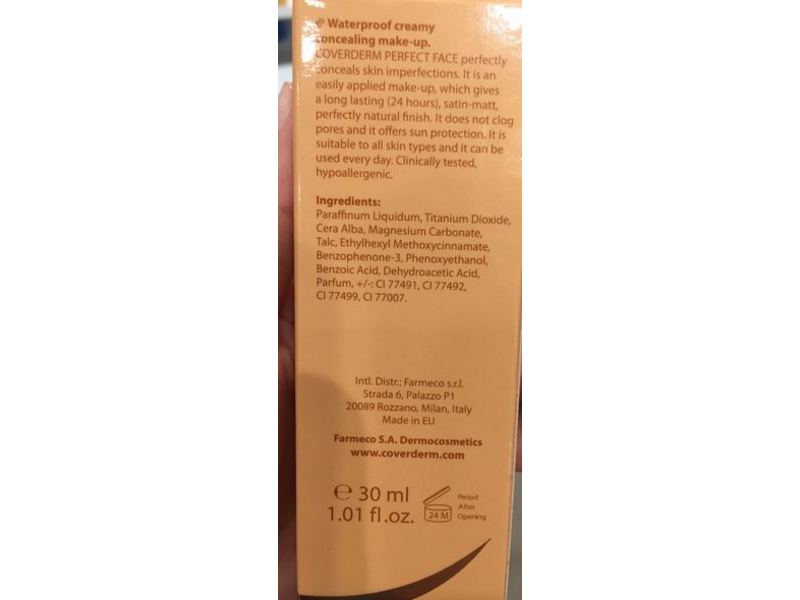 Waterproof creamy
concealing make-up.
COVERDERM PERFECT FACE perfectly
conceals skin imperfections. It is an
easily applied make-up, which gives
a long lasting (24 hours), satin-matt,
perfectly natural finish. It does not clog
pores and it offers sun protection. It is
suitable to all skin types and it can be
used every day. Clinically tested,
hypoallergenic.
Ingredients:
Paraffinum Liquidum, Titanium Dioxide,
Cera Alba, Magnesium Carbonate,
Talc, Ethylhexyl Methoxycinnamate,
Benzophenone-3, Phenoxyethanol,
Benzoic Acid, Dehydroacetic Acid,
Parfum, +/-: CI 77491, CI 77492,
CI 77499, CI 77007.
Intl. Distr.: Farmeco s.r.l.
Strada 6, Palazzo P1
20089 Rozzano, Milan, Italy
Made in EU
Farmeco S.A. Dermocosmetics
www.coverderm.com
℮ 30 ml
1.01 fl.oz.
24 M
Period
After
Opening